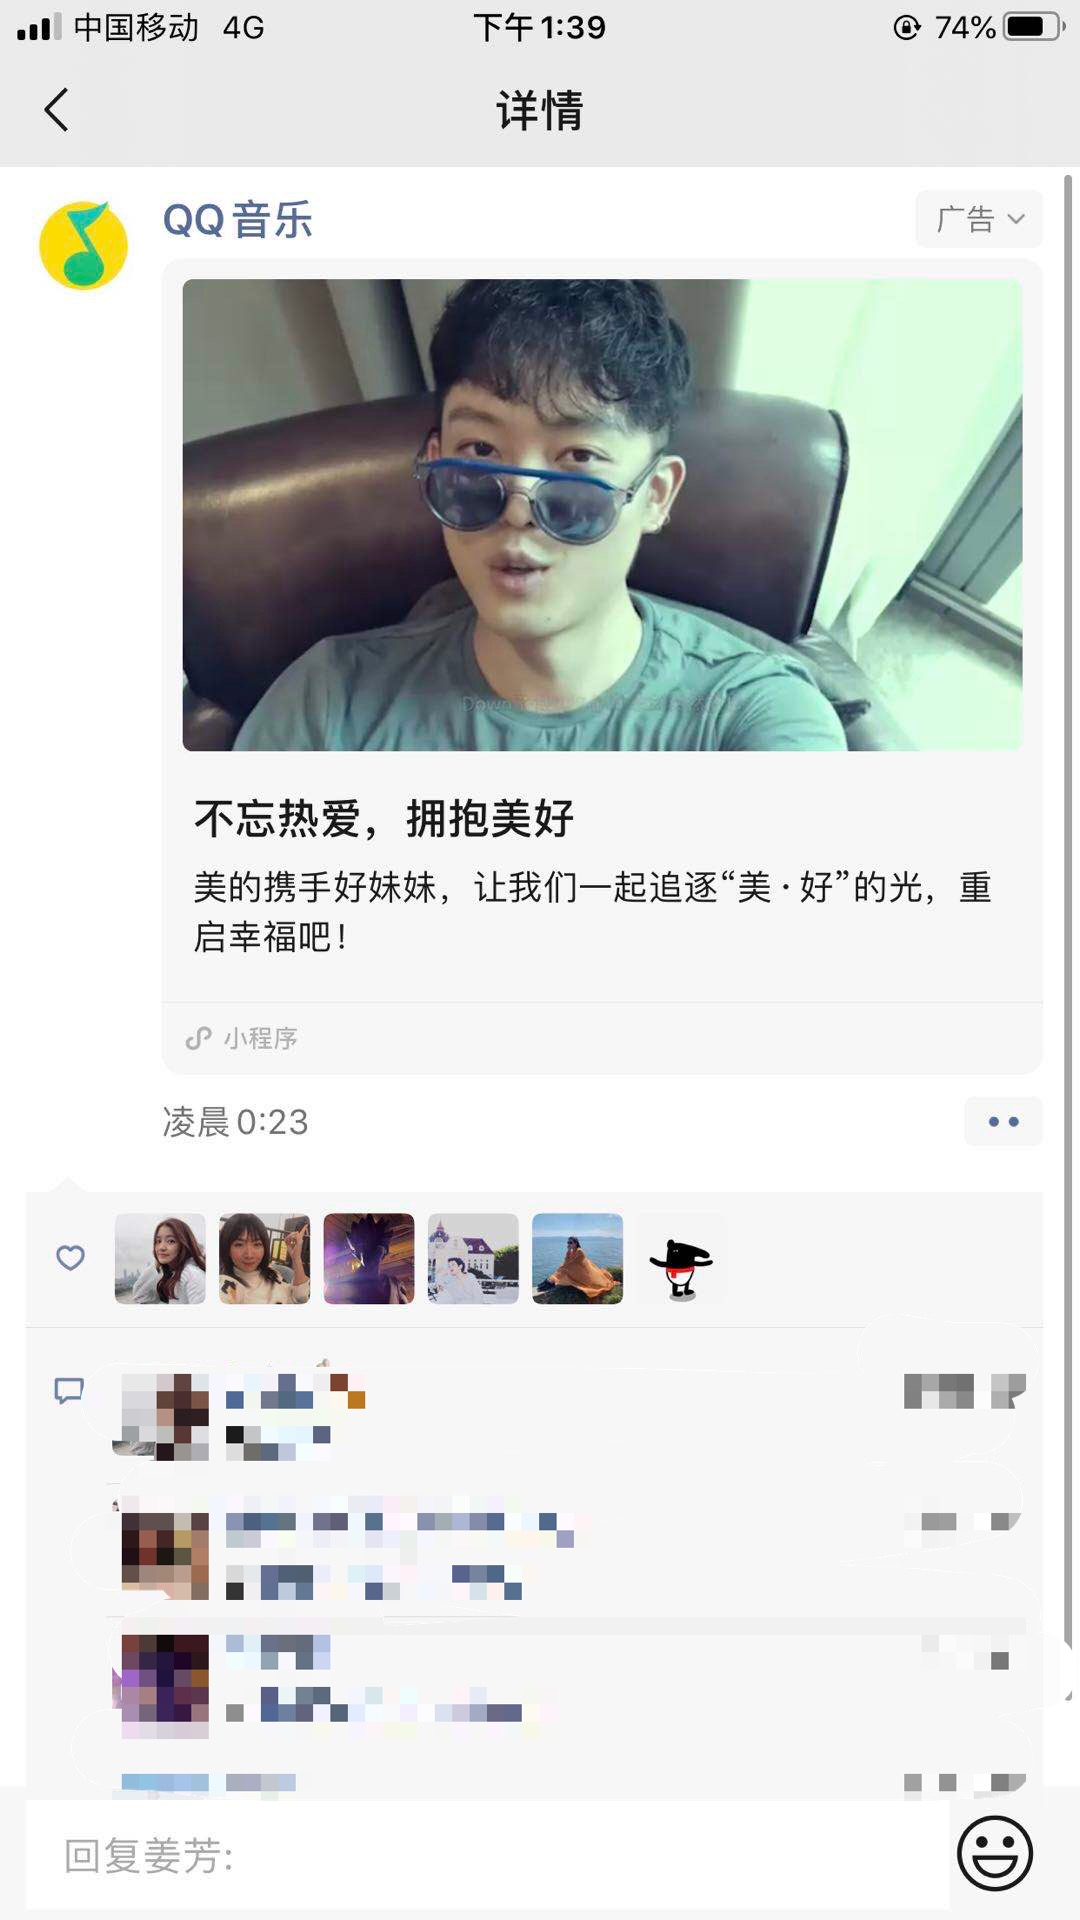 中国移动 4G 下午1:39 74%
详情
QQ音乐
广告
不忘热爱，拥抱美好
美的携手好妹妹，让我们一起追逐“美·好”的光，重
启幸福吧！
小程序
凌晨0:23
回复姜芳: